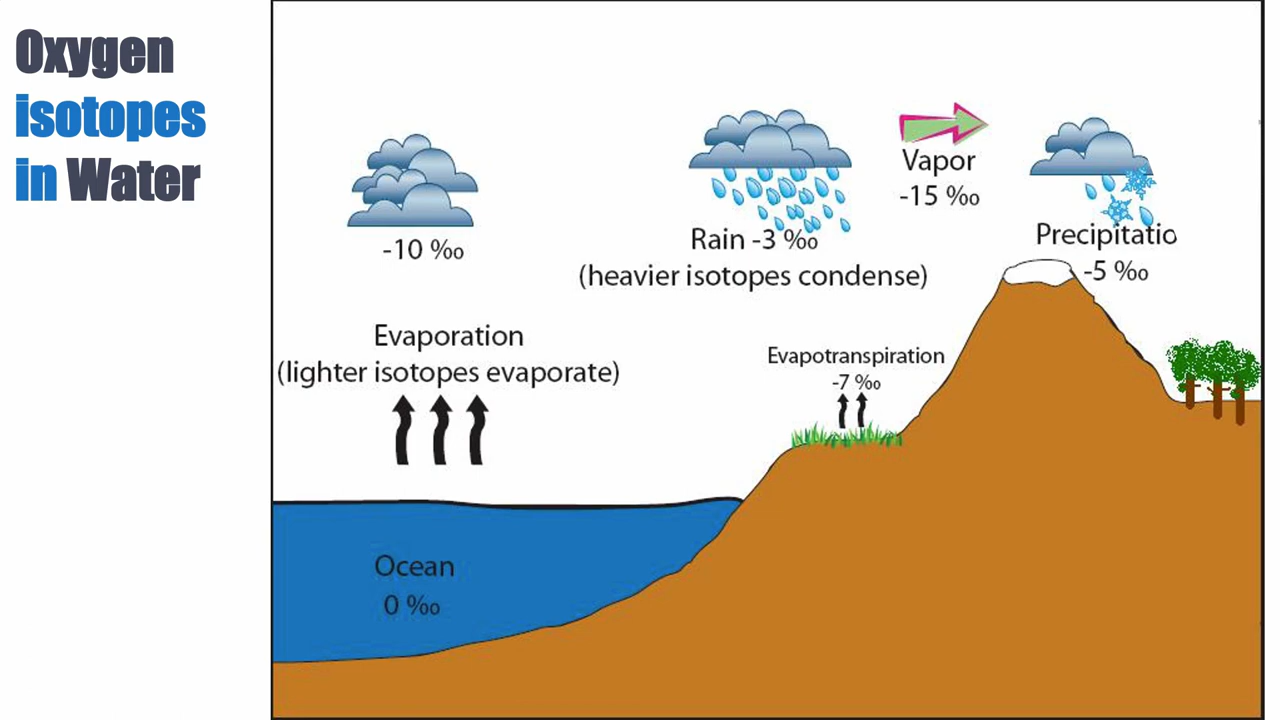 Oxygen
isotopes
in Water
-10 ‰
Rain -3 ‰
(heavier isotopes condense)
Vapor
-15 ‰
Precipitatio
-5 ‰
Evaporation
(lighter isotopes evaporate)
Evapotranspiration
-7 ‰
Ocean
0 ‰